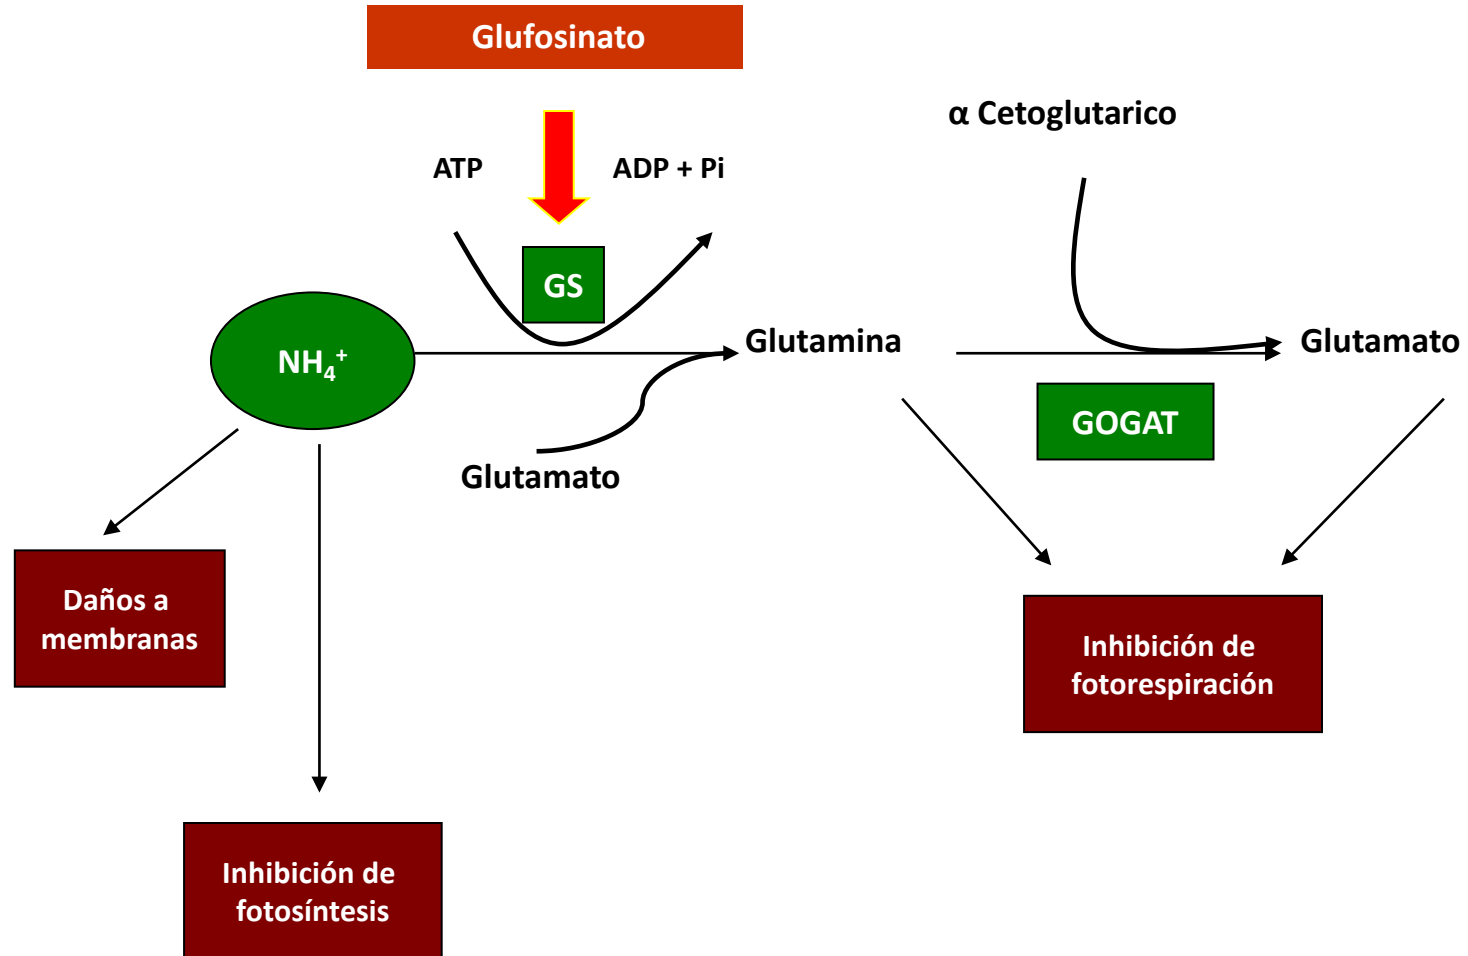 Glufosinato
α Cetoglutarico
ATP
ADP + Pi
GS
NH₄⁺
Glutamina
Glutamato
GOGAT
Glutamato
Daños a
membranas
Inhibición de
fotorespiración
Inhibición de
fotosíntesis